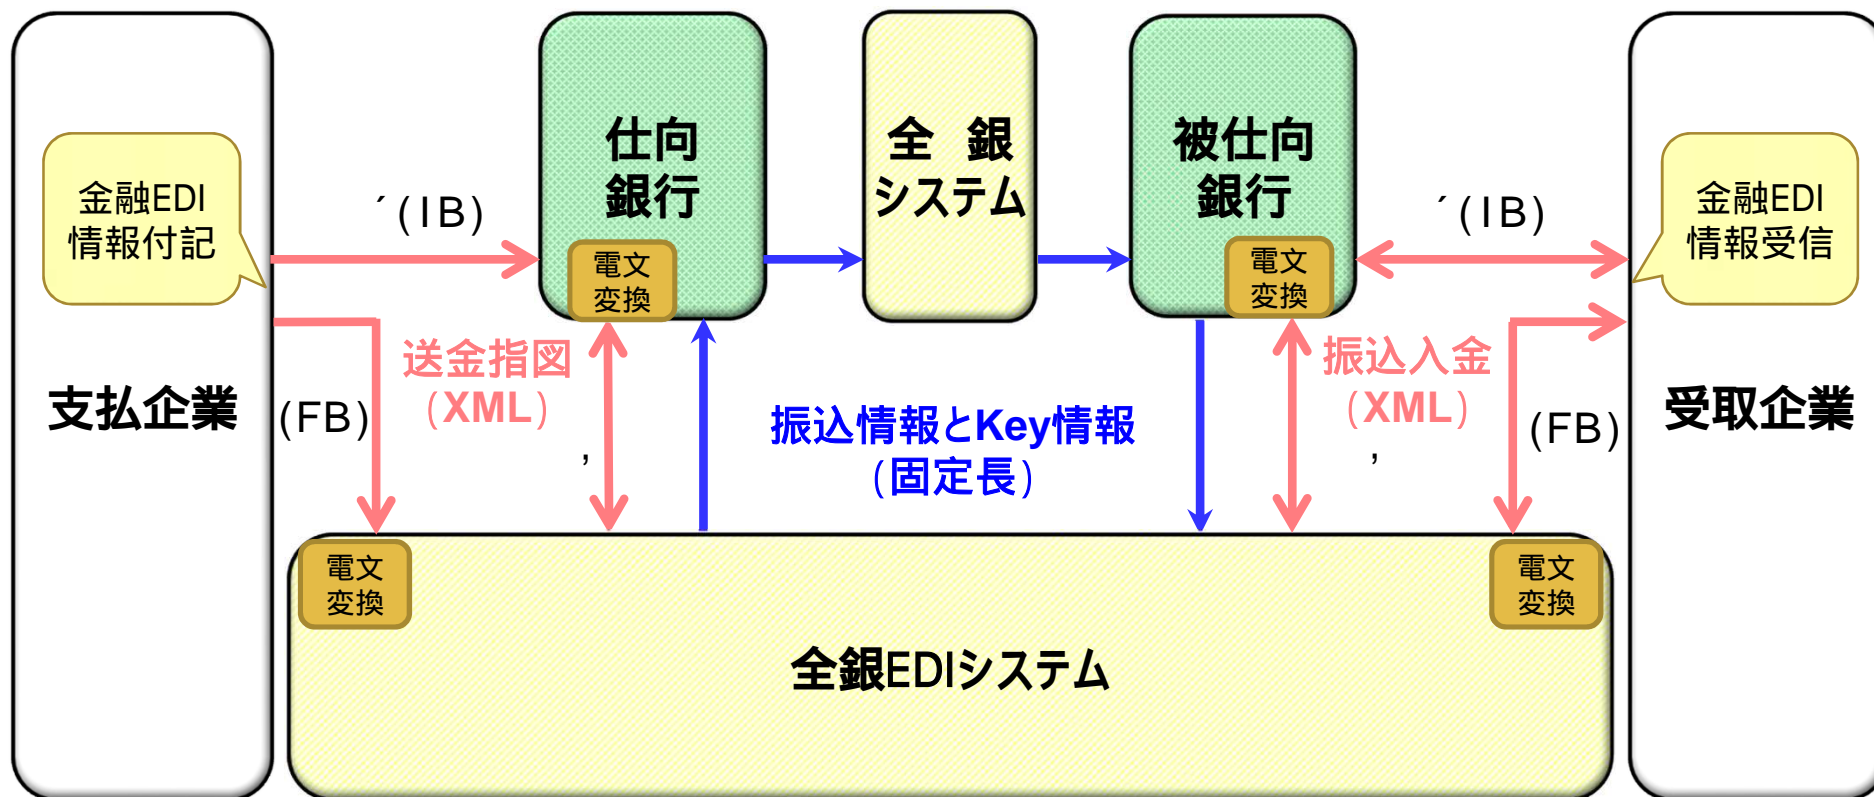 仕向
銀行
全 銀
システム
被仕向
銀行
金融EDI
情報付記
金融EDI
情報受信
´(IB)
´(IB)
電文
変換
電文
変換
支払企業
(FB)
送金指図
(XML)
,
振込情報とKey情報
(固定長)
振込入金
(XML)
,
(FB)
受取企業
電文
変換
電文
変換
全銀EDIシステム